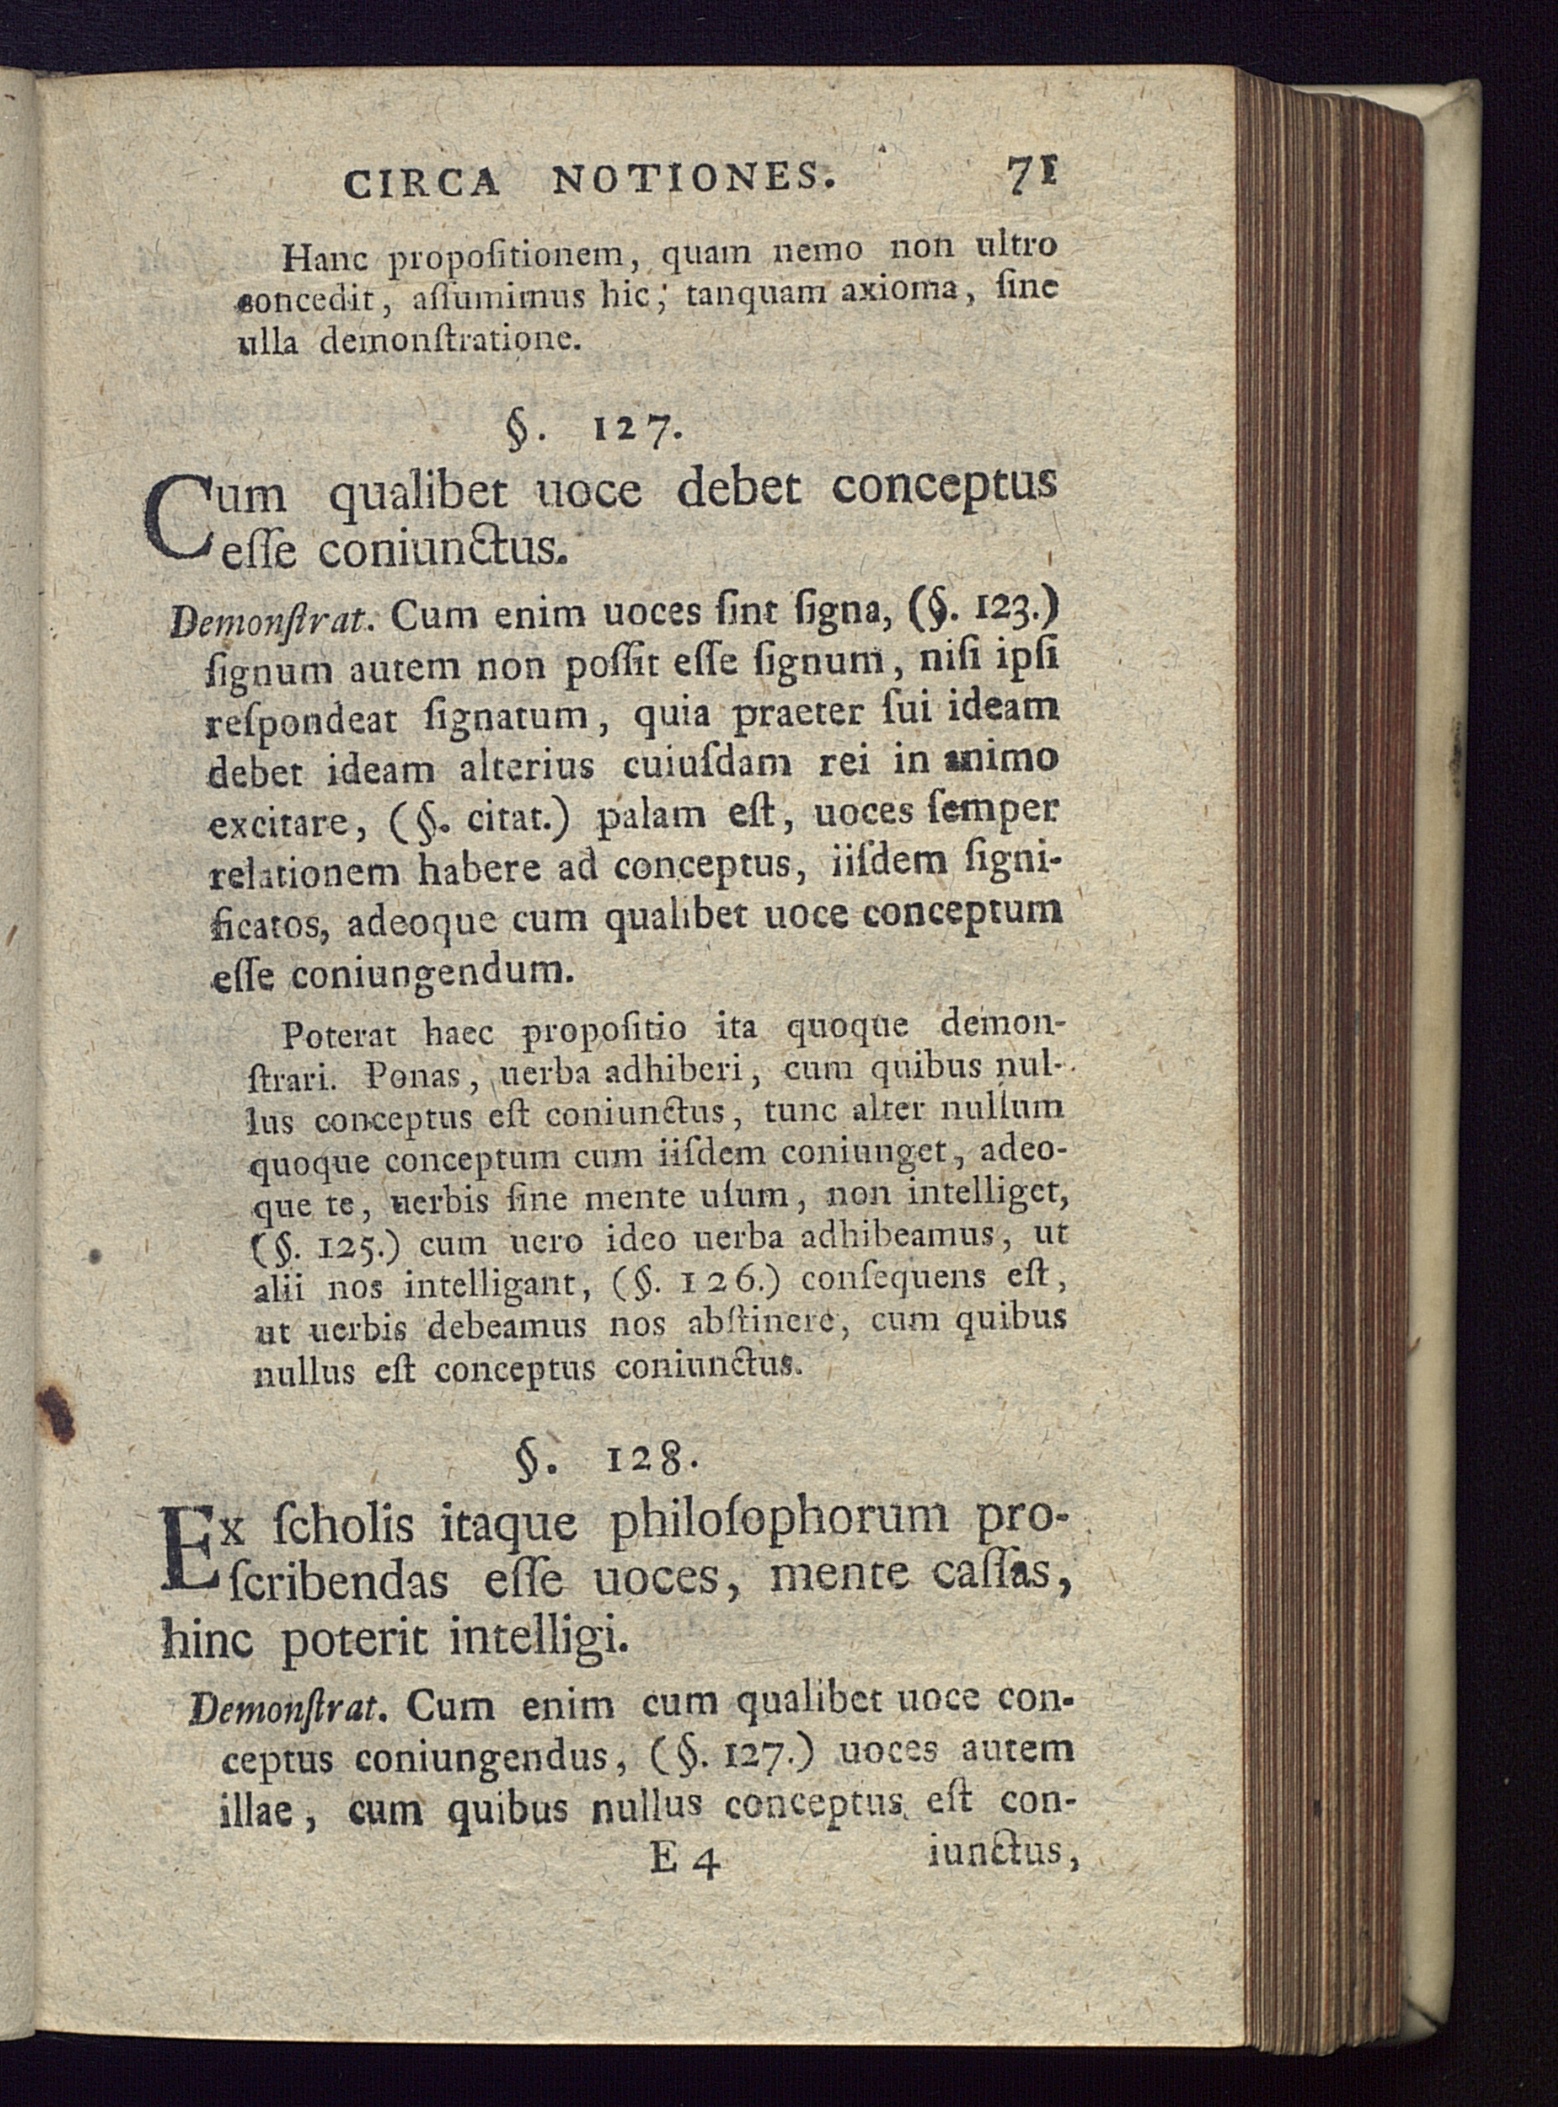 CIRCA NOTIONES. 71
Hanc propoſitionem, quam nemo non ultro
concedit, aſſumimus hic; tanquam axioma, ſine
ulla demonſtratione.
§. 127.
Cum qualibet uoce debet conceptus
eſſe coniunctus.
Demonſtrat. Cum enim uoces ſint ſigna, (§. 123.)
ſignum autem non poſſit eſſe ſignum, niſi ipſi
reſpondeat ſignatum, quia praeter ſui ideam
debet ideam alterius cuiuſdam rei in animo
excitare, (§. citat.) palam eſt, uoces ſemper
relationem habere ad conceptus, iiſdem ſigni-
ficatos, adeoque cum qualibet uoce conceptum
eſſe coniungendum.
Poterat haec propoſitio ita quoque demon-
ſtrari. Ponas, uerba adhiberi, cum quibus nul-
lus conceptus eſt coniunctus, tunc alter nullum
quoque conceptum cum iiſdem coniunget, adeo-
que te, uerbis ſine mente uſum, non intelliget,
(§. 125.) cum uero ideo uerba adhibeamus, ut
alii nos intelligant, (§. 126.) conſequens eſt,
ut uerbis debeamus nos abſtinere, cum quibus
nullus eſt conceptus coniunctus.
§. 128.
Ex ſcholis itaque philoſophorum pro-
ſcribendas eſſe uoces, mente caſſas,
hinc poterit intelligi.
Demonſtrat. Cum enim cum qualibet uoce con-
ceptus coniungendus, (§. 127.) uoces autem
illae, cum quibus nullus conceptus eſt con-
E 4 iunctus,